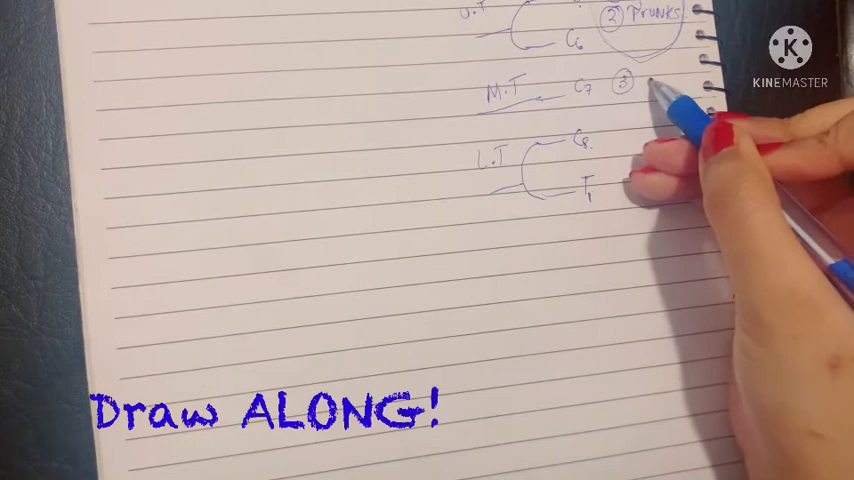 U.T
② Trunks.
C6
M.T C7 ③
L.T C8.
T1
Draw ALONG!
K
KINEMASTER